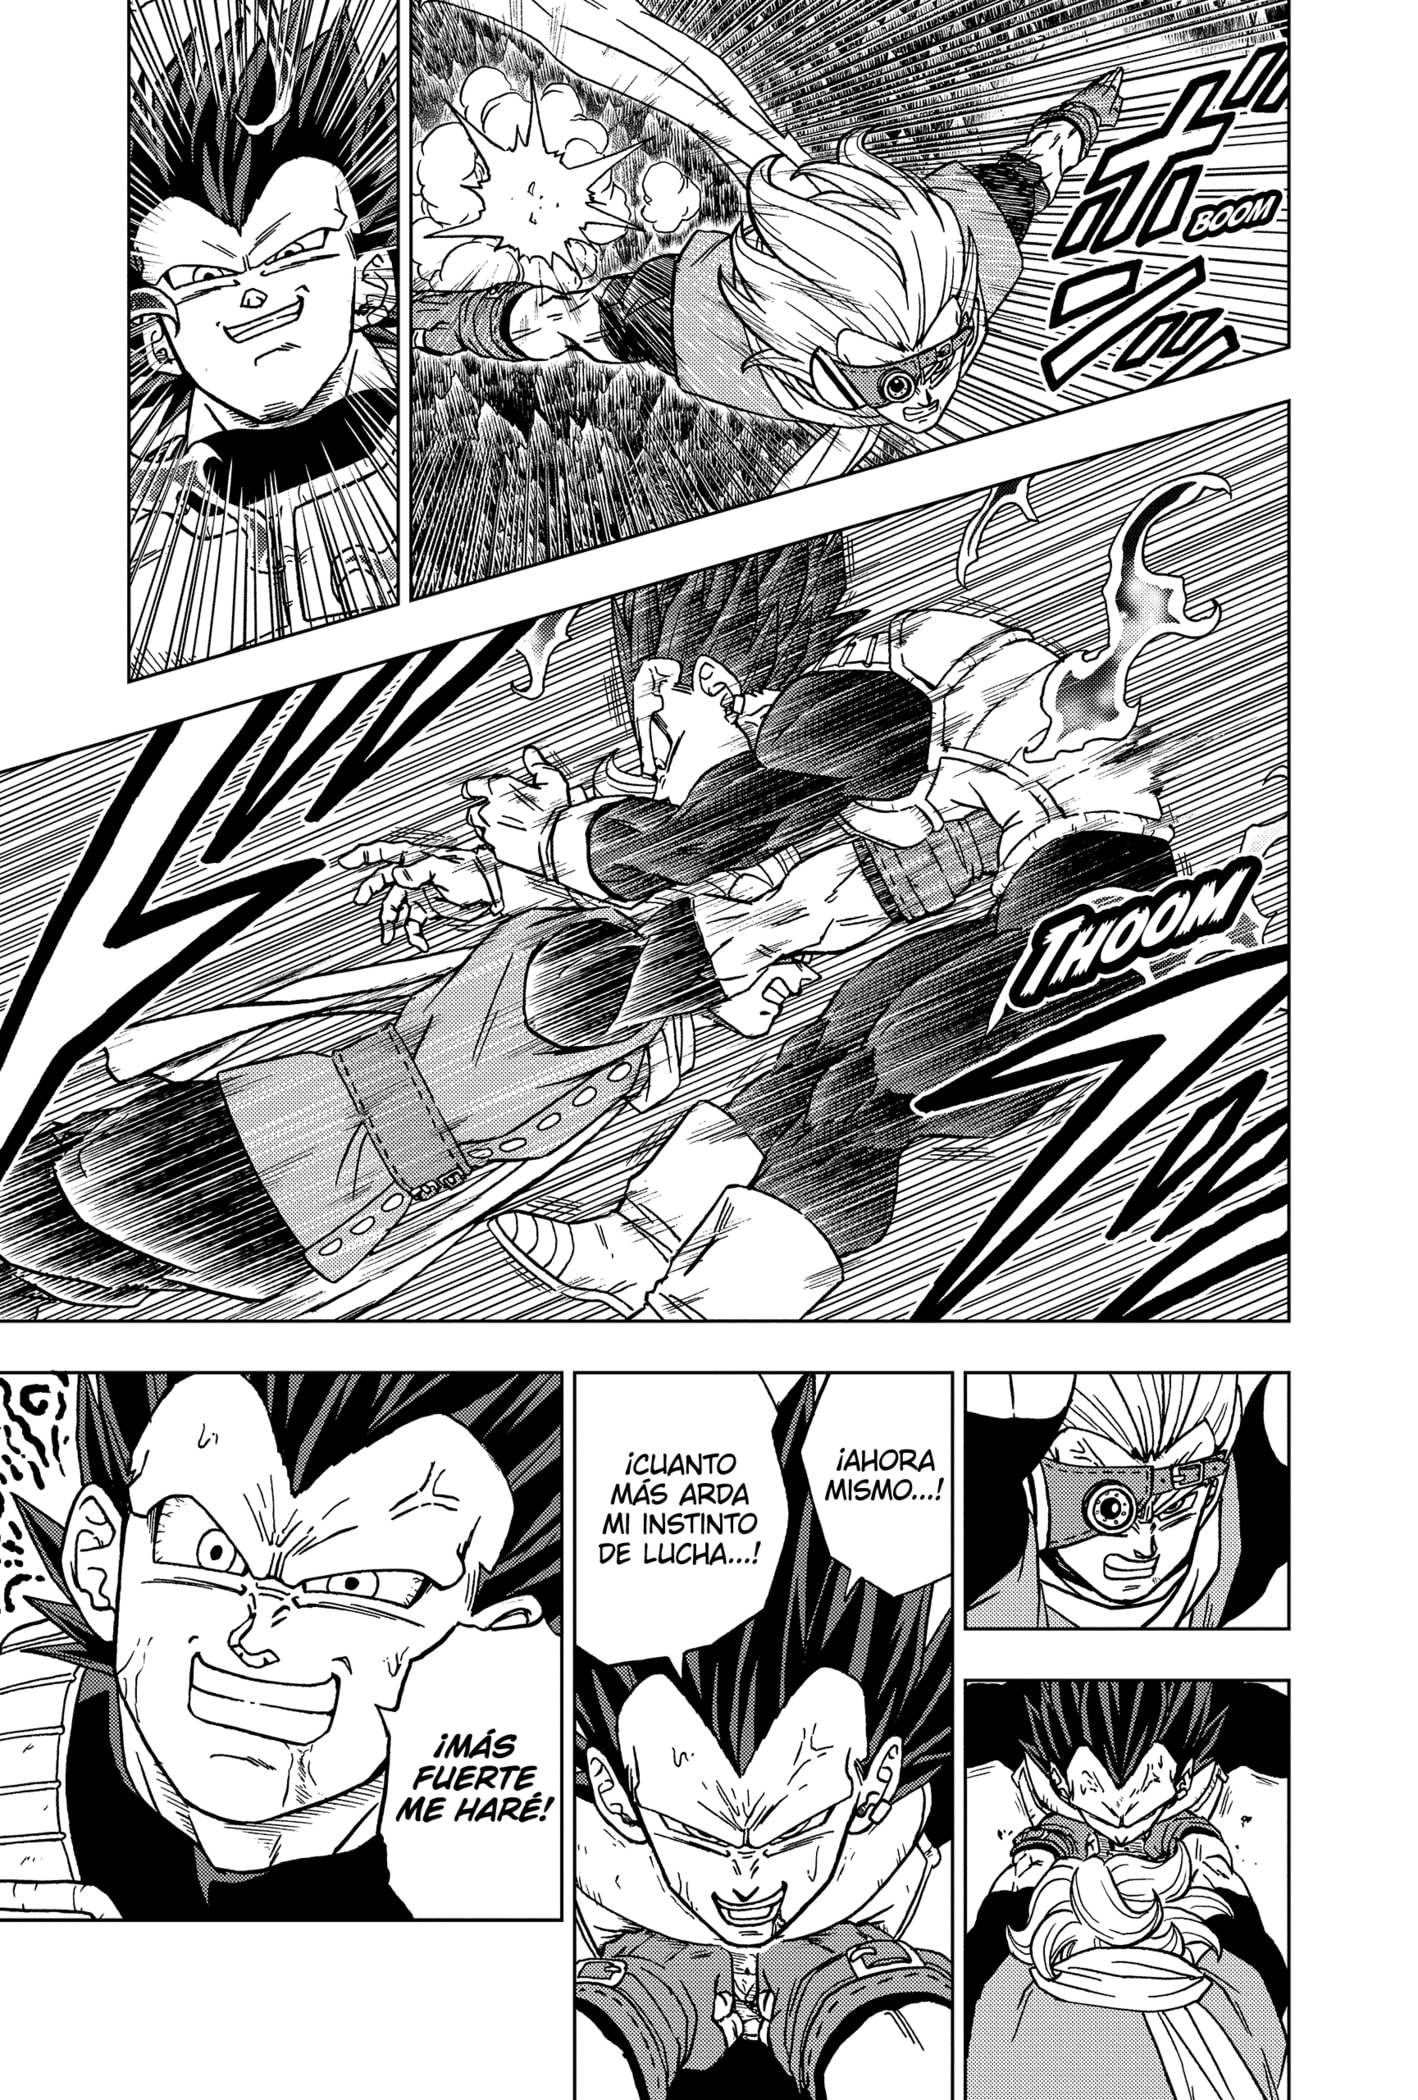 BOOM
THOOM
¡AHORA
MISMO...!
¡CUANTO
MÁS ARDA
MI INSTINTO
DE LUCHA...!
¡MÁS
FUERTE
ME HARÉ!